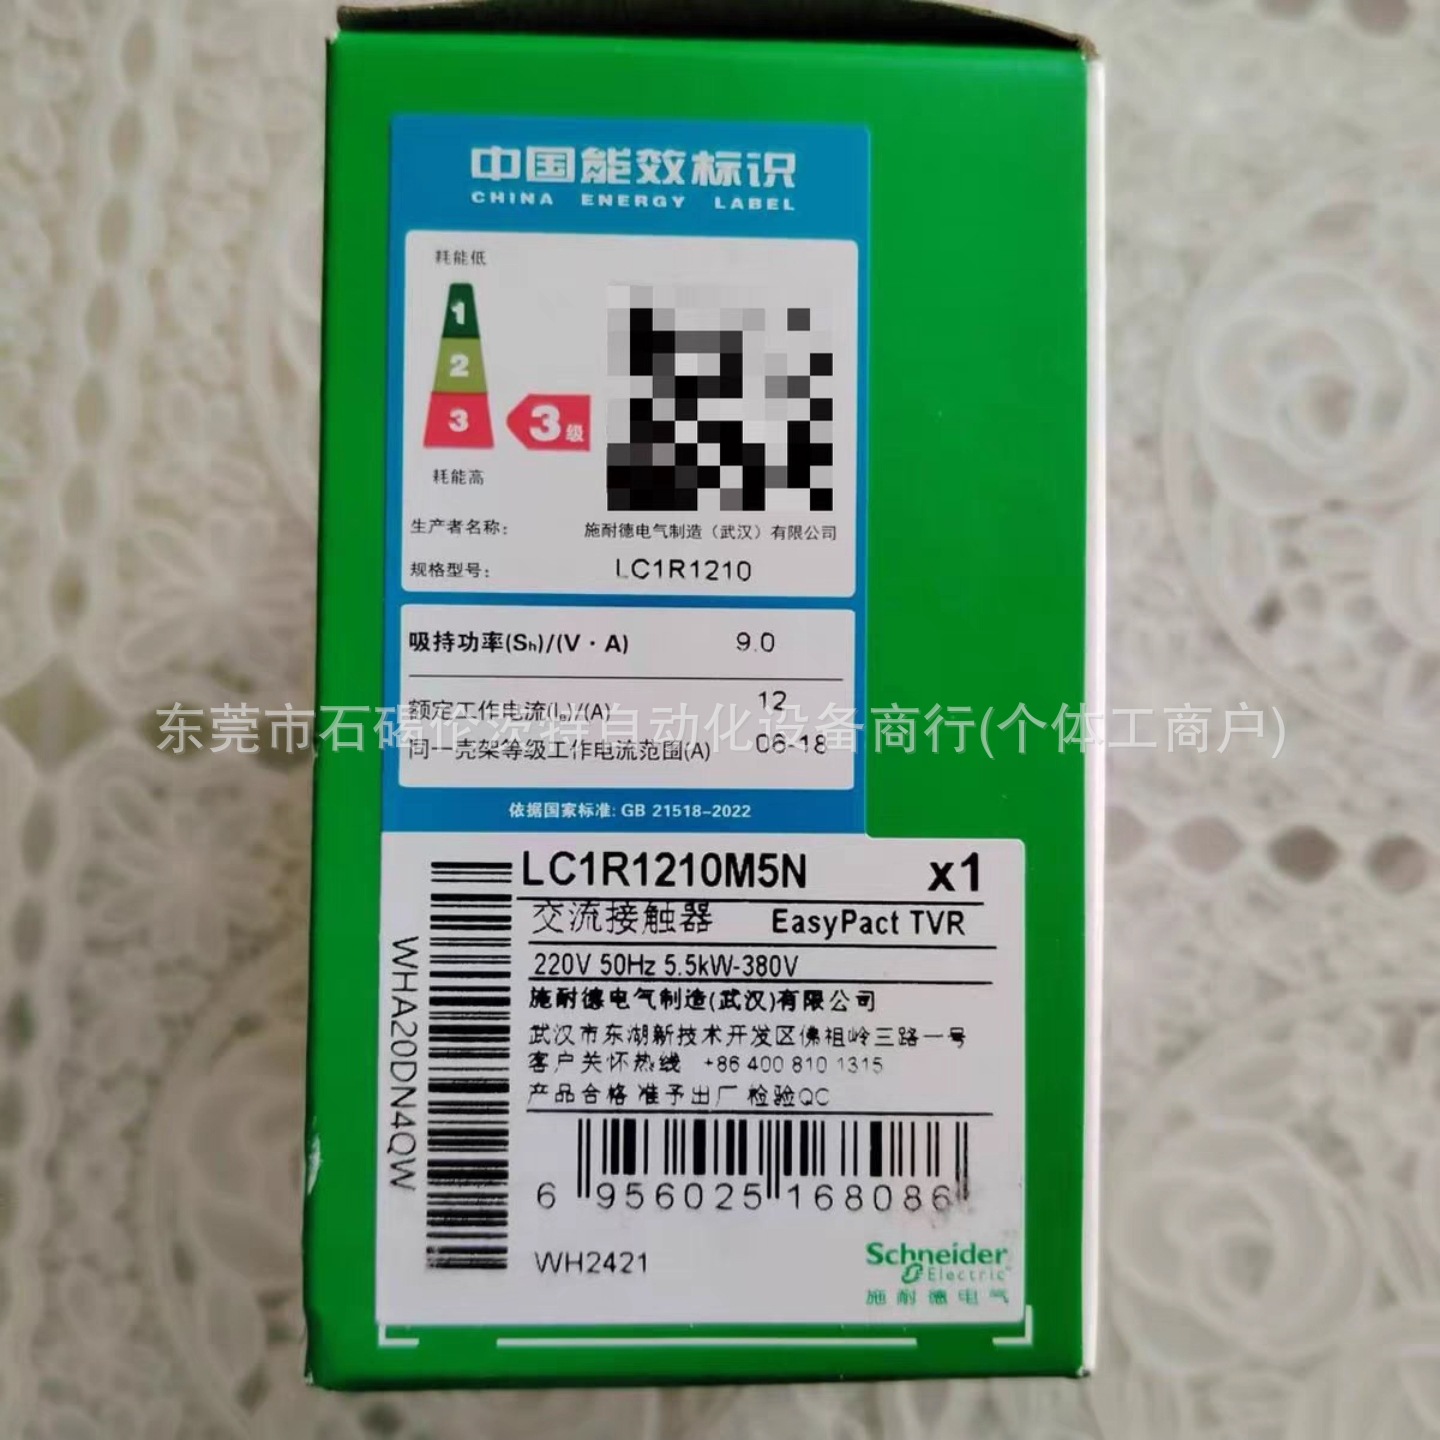 中国能效标识
CHINA ENERGY LABEL
耗能低
1
2
3
3级
耗能高
生产者名称: 施耐德电气制造（武汉）有限公司
规格型号: LC1R1210
吸持功率(Sh)/(V·A) 9.0
额定工作电流(Ie)/(A) 12
东莞市石碣伦茨特自动化设备商行(个体工商户)
同一壳架等级工作电流范围(A) 06-18
依据国家标准: GB 21518-2022
LC1R1210M5N x1
交流接触器 EasyPact TVR
220V 50Hz 5.5kW-380V
施耐德电气制造(武汉)有限公司
武汉市东湖新技术开发区佛祖岭三路一号
客户关怀热线 +86 400 810 1315
产品合格 准予出厂 检验QC
WHA20DN4QW
6 956025 168086
WH2421
Schneider
Electric
施耐德电气